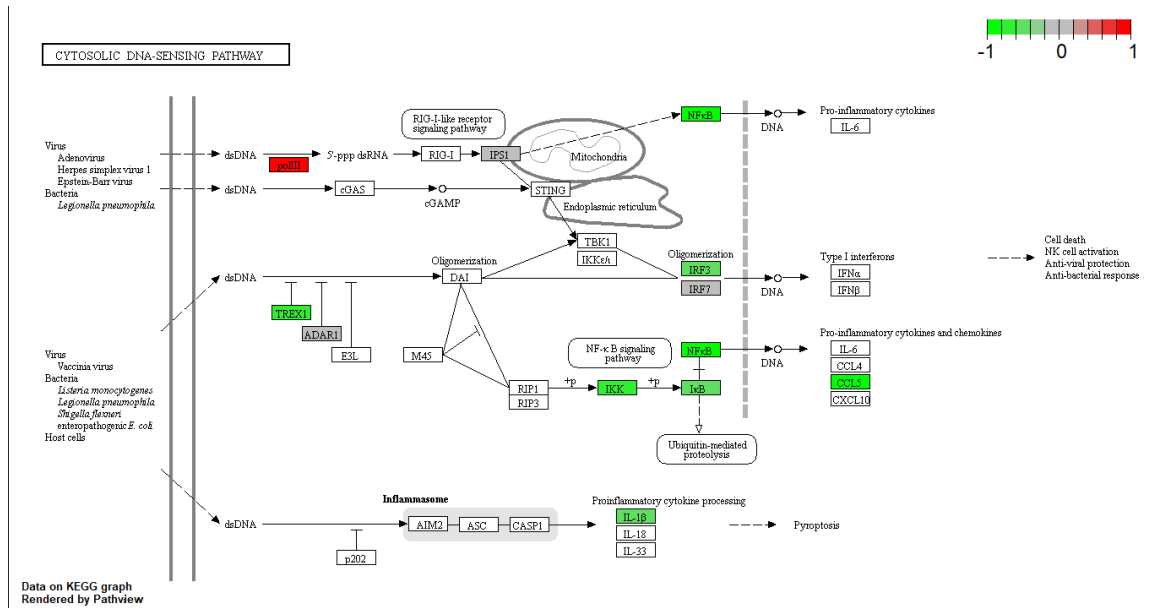 -1 0 1
CYTOSOLIC DNA-SENSING PATHWAY
RIG-I-like receptor
signaling pathway
NFκB
DNA
Pro-inflammatory cytokines
IL-6
Virus
Adenovirus
Herpes simplex virus 1
Epstein-Barr virus
Bacteria
Legionella pneumophila
dsDNA
polIII
5'-ppp dsRNA
RIG-I
IPS1
Mitochondria
dsDNA
cGAS
cGAMP
STING
Endoplasmic reticulum
TBK1
IKKε/ι
Oligomerization
IRF3
IRF7
DNA
Type I interferons
IFNα
IFNβ
Cell death
NK cell activation
Anti-viral protection
Anti-bacterial response
dsDNA
Oligomerization
DAI
TREX1
ADAR1
E3L
M45
RIP1
RIP3
+p
IKK
+p
IκB
NF-κ B signaling
pathway
NFκB
DNA
Pro-inflammatory cytokines and chemokines
IL-6
CCL4
CCL5
CXCL10
Ubiquitin-mediated
proteolysis
Virus
Vaccinia virus
Bacteria
Listeria monocytogenes
Legionella pneumophila
Shigella flexneri
enteropathogenic E. coli
Host cells
dsDNA
p202
Inflammasome
AIM2
ASC
CASP1
Proinflammatory cytokine processing
IL-1β
IL-18
IL-33
Pyroptosis
Data on KEGG graph
Rendered by Pathview